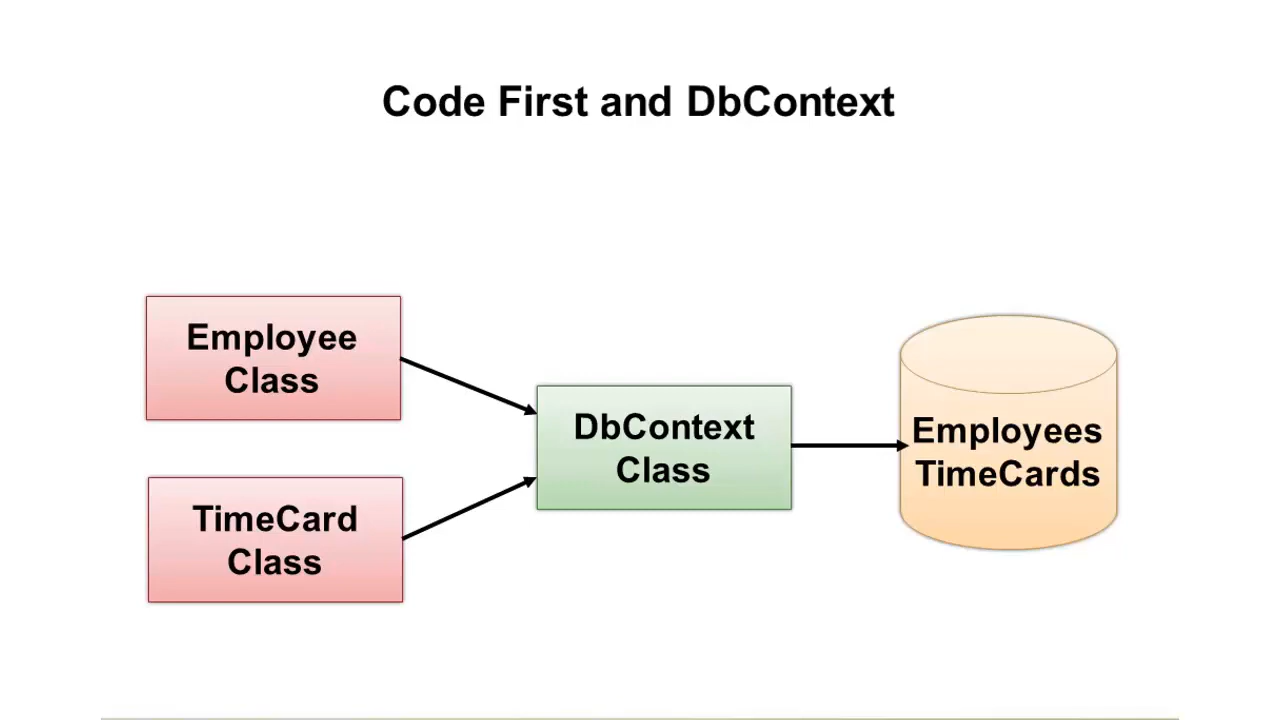 Code First and DbContext
Employee
Class
TimeCard
Class
DbContext
Class
Employees
TimeCards